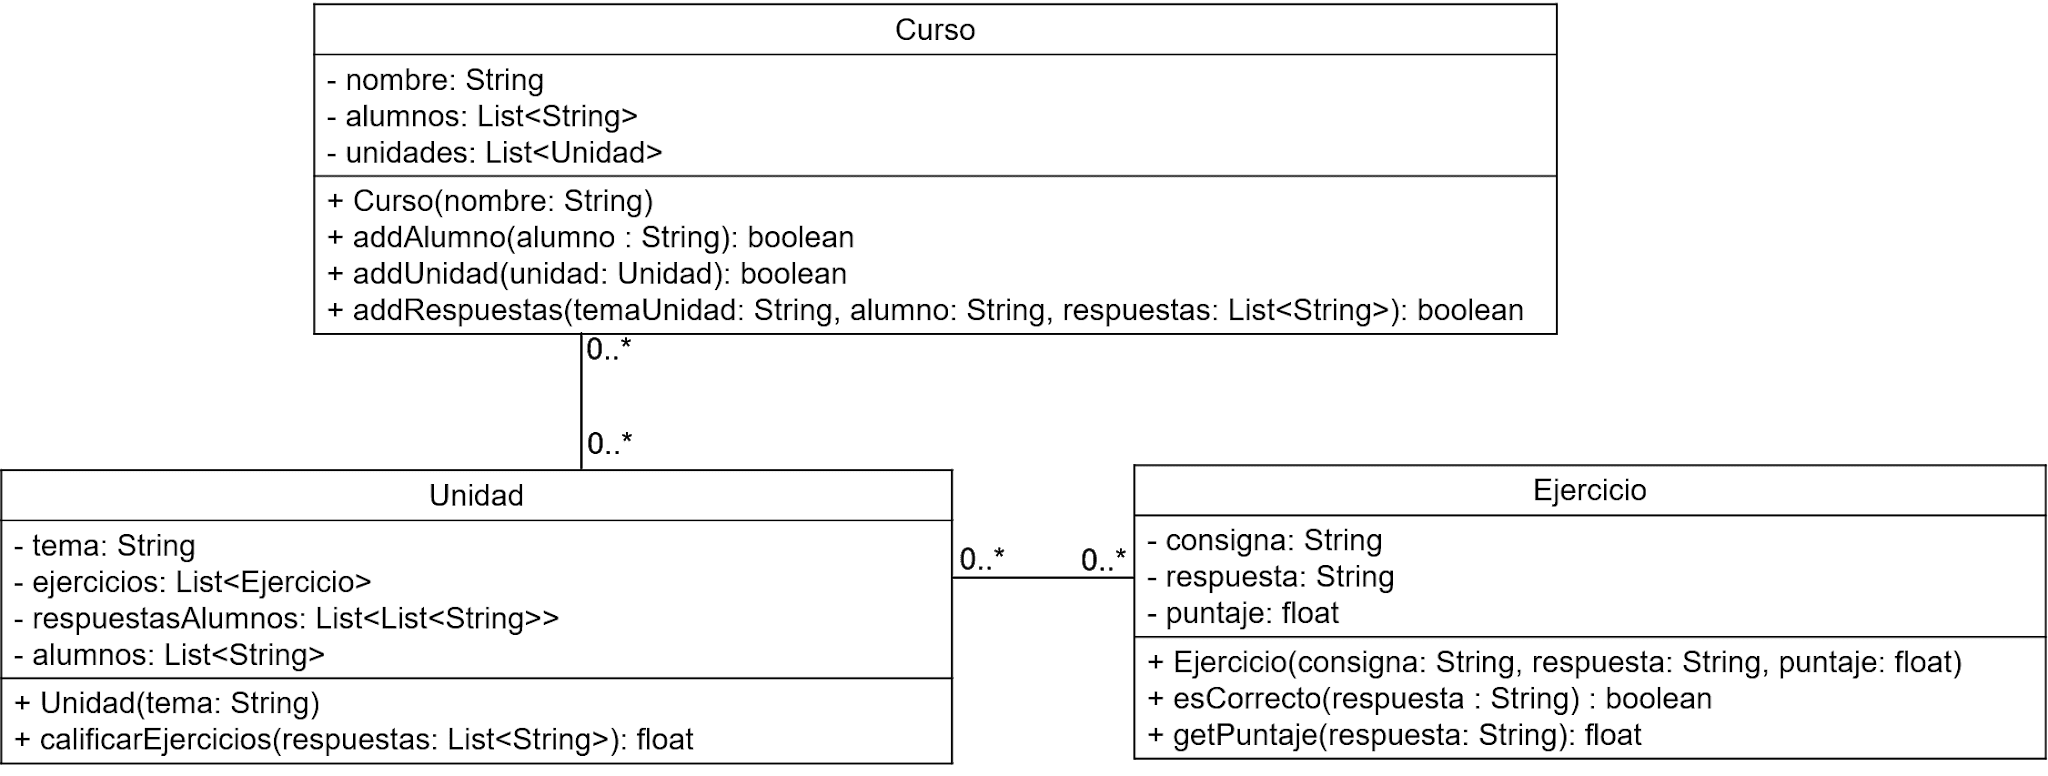 Curso
- nombre: String
- alumnos: List<String>
- unidades: List<Unidad>
+ Curso(nombre: String)
+ addAlumno(alumno : String): boolean
+ addUnidad(unidad: Unidad): boolean
+ addRespuestas(temaUnidad: String, alumno: String, respuestas: List<String>): boolean
0..*
0..*
Unidad
- tema: String
- ejercicios: List<Ejercicio>
- respuestasAlumnos: List<List<String>>
- alumnos: List<String>
+ Unidad(tema: String)
+ calificarEjercicios(respuestas: List<String>): float
0..*
0..*
Ejercicio
- consigna: String
- respuesta: String
- puntaje: float
+ Ejercicio(consigna: String, respuesta: String, puntaje: float)
+ esCorrecto(respuesta : String) : boolean
+ getPuntaje(respuesta: String): float